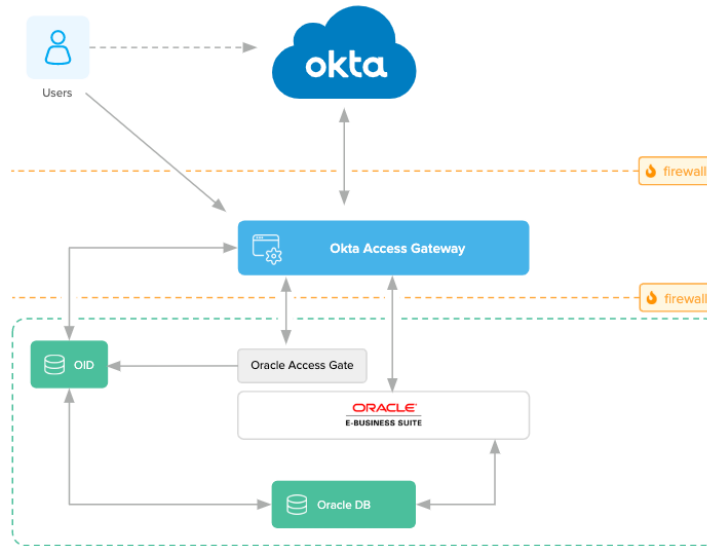 okta
Users
firewall
Okta Access Gateway
firewall
OID
Oracle Access Gate
ORACLE
E-BUSINESS SUITE
Oracle DB